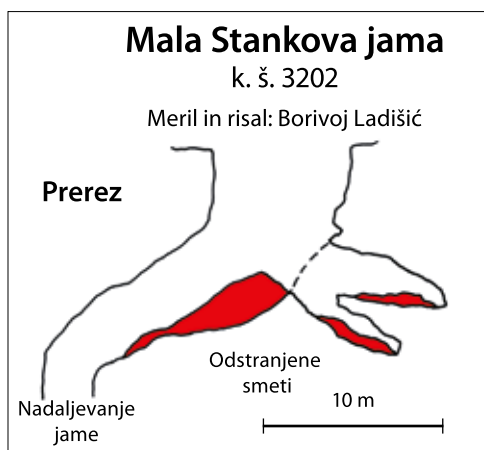 Mala Stankova jama
k. š. 3202
Meril in risal: Borivoj Ladišić
Prerez
Odstranjene
smeti
10 m
Nadaljevanje
jame